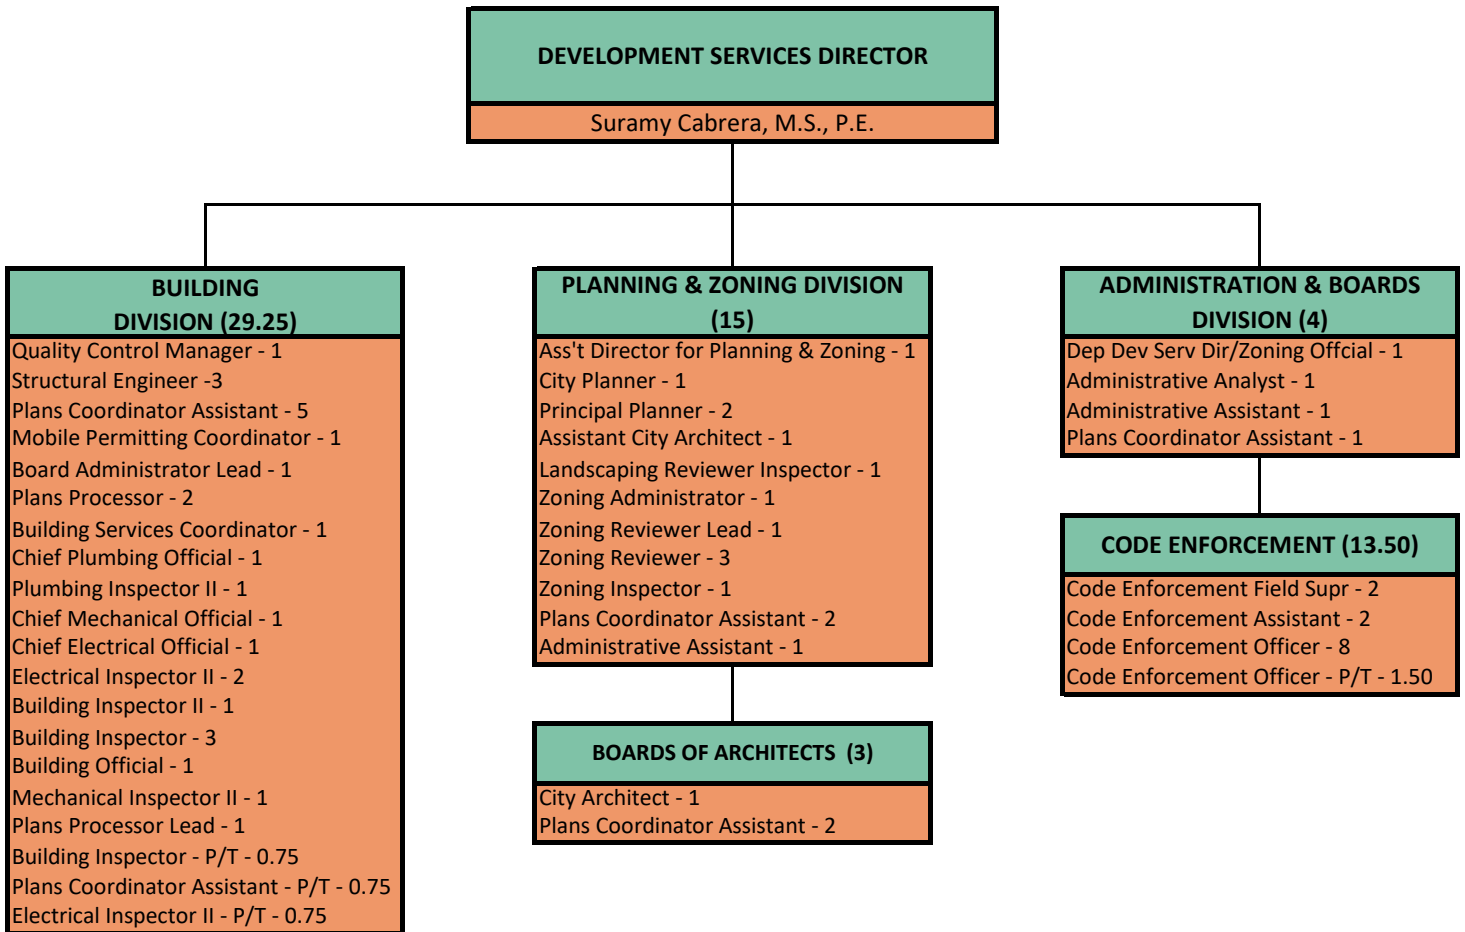 DEVELOPMENT SERVICES DIRECTOR
Suramy Cabrera, M.S., P.E.
BUILDING
DIVISION (29.25)
Quality Control Manager - 1
Structural Engineer -3
Plans Coordinator Assistant - 5
Mobile Permitting Coordinator - 1
Board Administrator Lead - 1
Plans Processor - 2
Building Services Coordinator - 1
Chief Plumbing Official - 1
Plumbing Inspector II - 1
Chief Mechanical Official - 1
Chief Electrical Official - 1
Electrical Inspector II - 2
Building Inspector II - 1
Building Inspector - 3
Building Official - 1
Mechanical Inspector II - 1
Plans Processor Lead - 1
Building Inspector - P/T - 0.75
Plans Coordinator Assistant - P/T - 0.75
Electrical Inspector II - P/T - 0.75
PLANNING & ZONING DIVISION
(15)
Ass't Director for Planning & Zoning - 1
City Planner - 1
Principal Planner - 2
Assistant City Architect - 1
Landscaping Reviewer Inspector - 1
Zoning Administrator - 1
Zoning Reviewer Lead - 1
Zoning Reviewer - 3
Zoning Inspector - 1
Plans Coordinator Assistant - 2
Administrative Assistant - 1
BOARDS OF ARCHITECTS (3)
City Architect - 1
Plans Coordinator Assistant - 2
ADMINISTRATION & BOARDS
DIVISION (4)
Dep Dev Serv Dir/Zoning Offcial - 1
Administrative Analyst - 1
Administrative Assistant - 1
Plans Coordinator Assistant - 1
CODE ENFORCEMENT (13.50)
Code Enforcement Field Supr - 2
Code Enforcement Assistant - 2
Code Enforcement Officer - 8
Code Enforcement Officer - P/T - 1.50